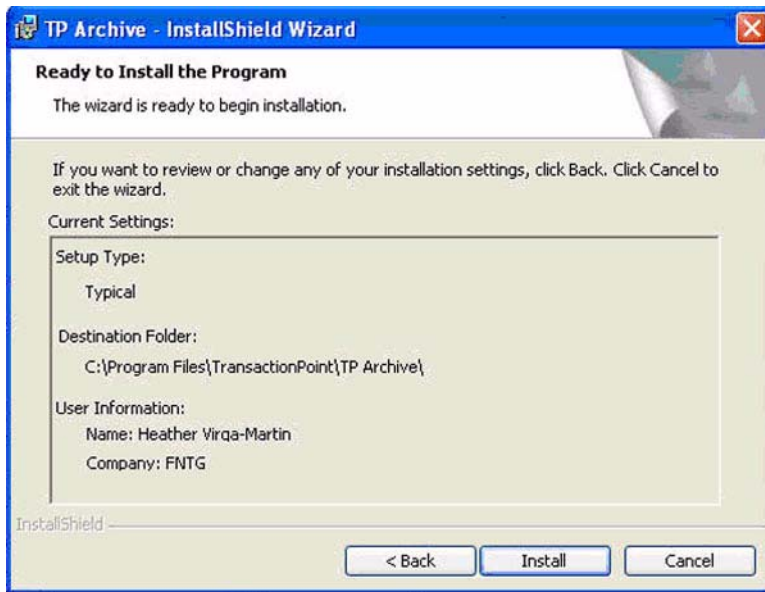 TP Archive - InstallShield Wizard
Ready to Install the Program
The wizard is ready to begin installation.
If you want to review or change any of your installation settings, click Back. Click Cancel to
exit the wizard.
Current Settings:
Setup Type:
Typical
Destination Folder:
C:\Program Files\TransactionPoint\TP Archive\
User Information:
Name: Heather Virga-Martin
Company: FNTG
InstallShield
< Back
Install
Cancel